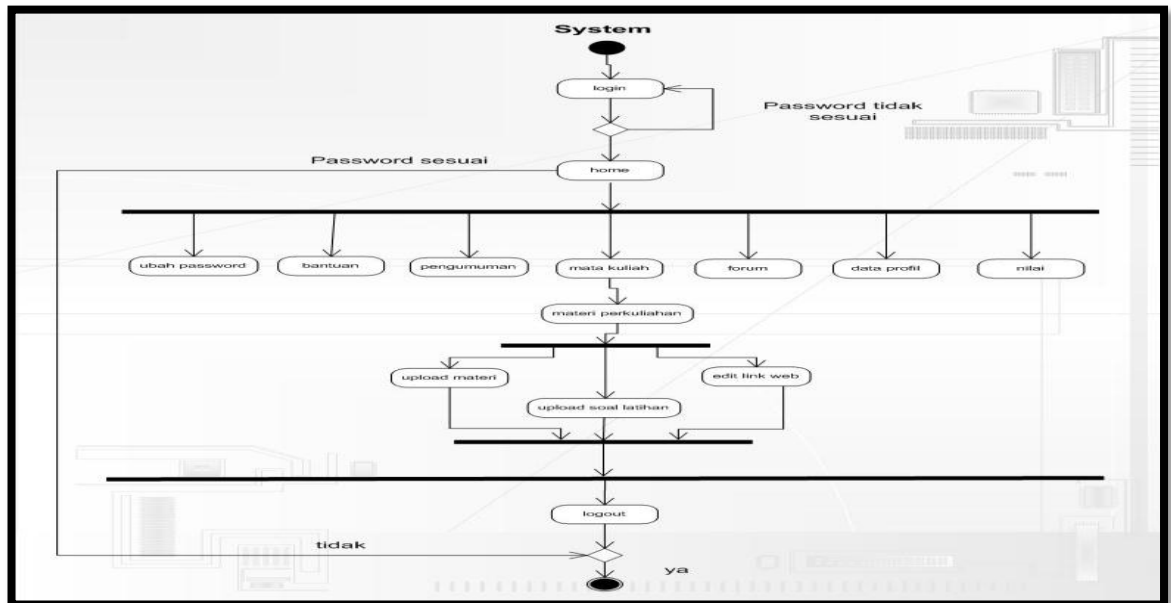 System
login
Password tidak
sesuai
Password sesuai
home
ubah password
bantuan
pengumuman
mata kuliah
forum
data profil
nilai
materi perkuliahan
upload materi
edit link web
upload soal latihan
logout
tidak
ya